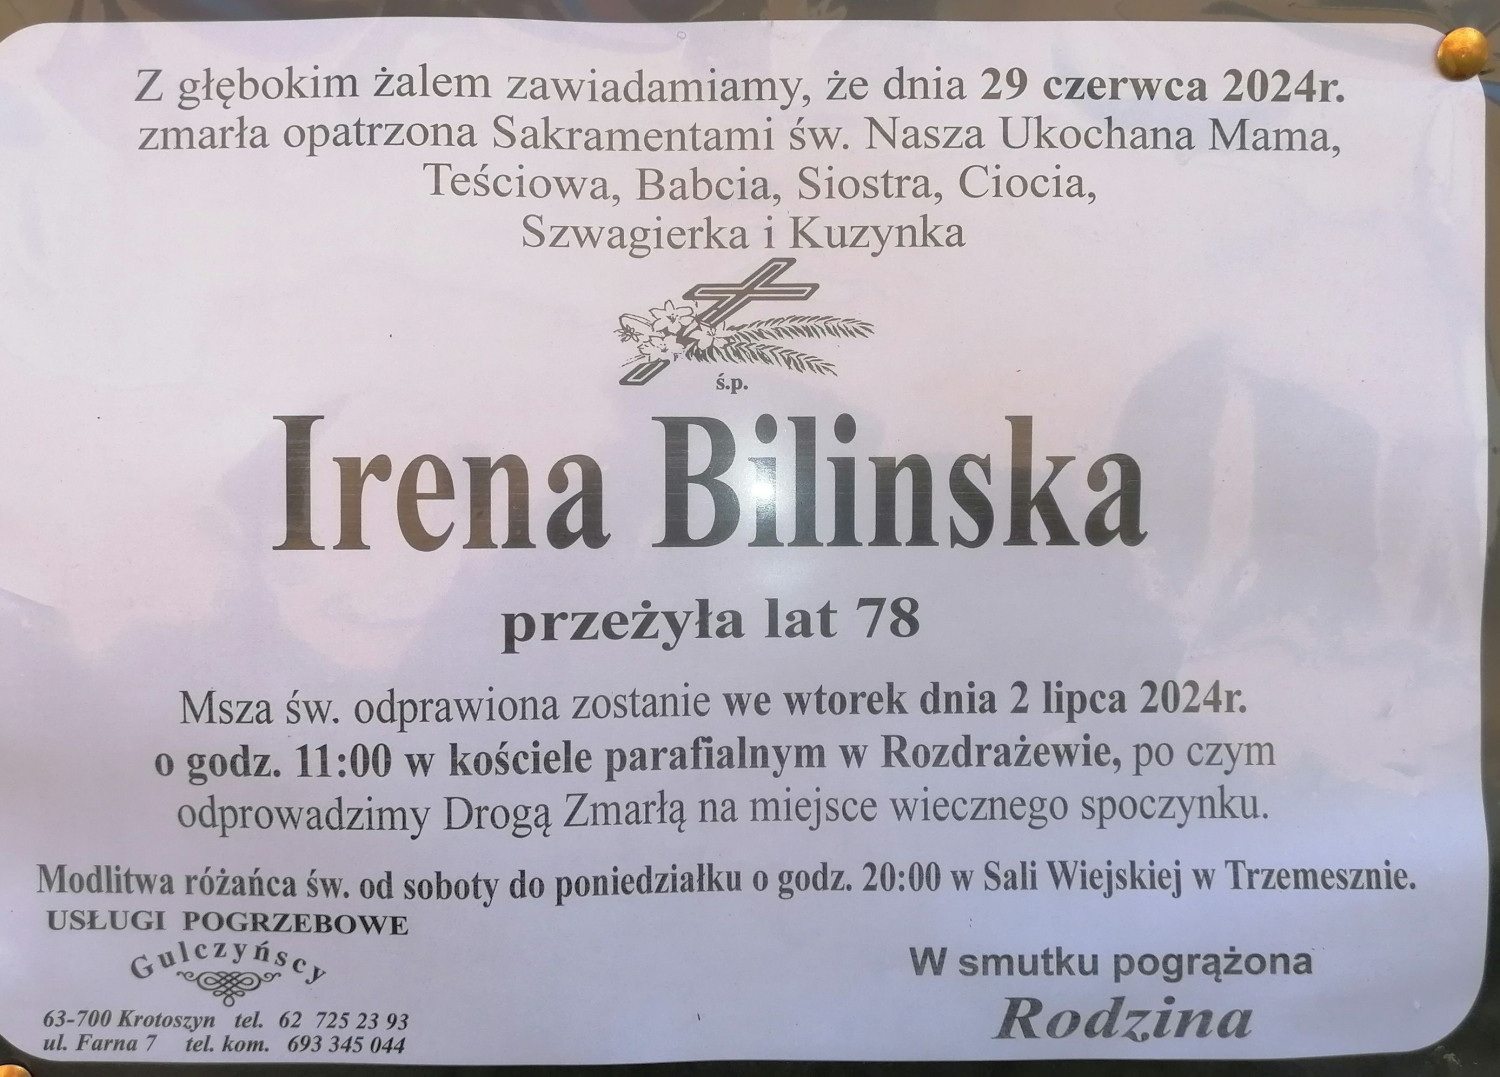 Z głębokim żalem zawiadamiamy, że dnia 29 czerwca 2024r.
zmarła opatrzona Sakramentami św. Nasza Ukochana Mama,
Teściowa, Babcia, Siostra, Ciocia,
Szwagierka i Kuzynka
ś.p.
Irena Bilinska
przeżyła lat 78
Msza św. odprawiona zostanie we wtorek dnia 2 lipca 2024r.
o godz. 11:00 w kościele parafialnym w Rozdrażewie, po czym
odprowadzimy Drogą Zmarłą na miejsce wiecznego spoczynku.
Modlitwa różańca św. od soboty do poniedziałku o godz. 20:00 w Sali Wiejskiej w Trzemesznie.
USŁUGI POGRZEBOWE
Gulczyńscy
63-700 Krotoszyn tel. 62 725 23 93
ul. Farna 7 tel. kom. 693 345 044
W smutku pogrążona
Rodzina